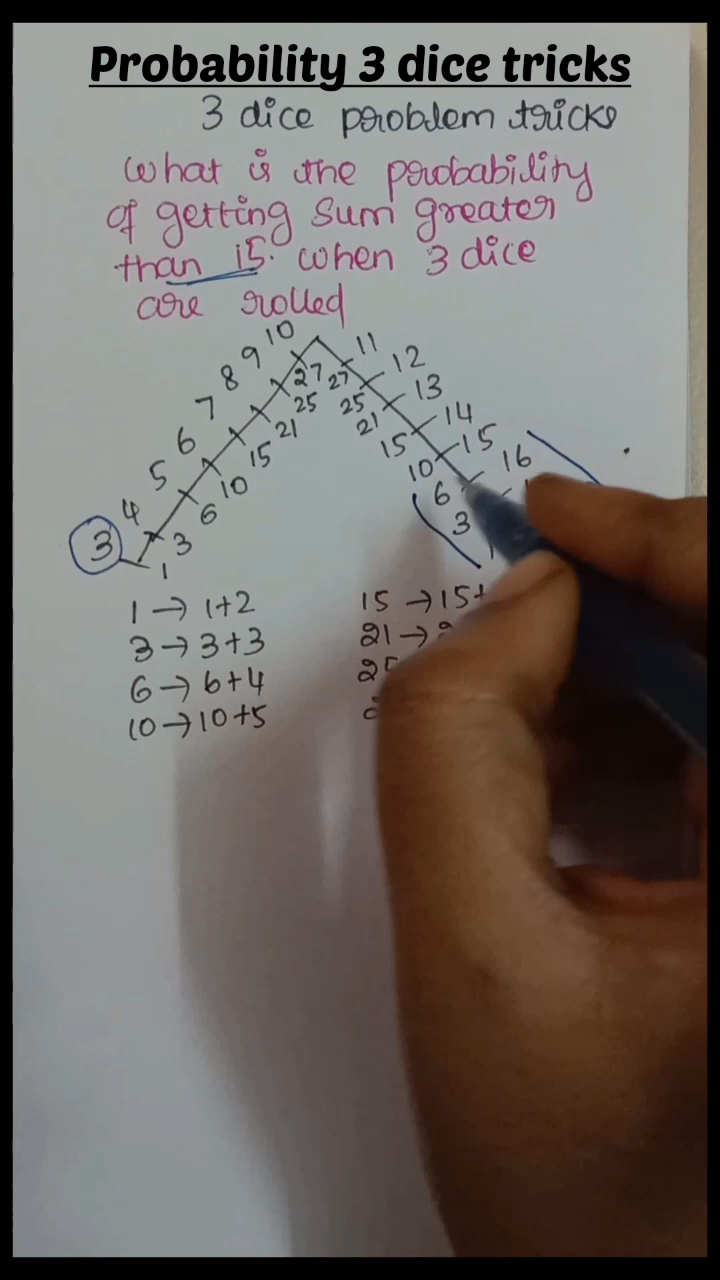 Probability 3 dice tricks
3 dice problem tricks
What is the probability
of getting sum greater
than 15. when 3 dice
are rolled
10 11
9 12
8 27 27 13
7 25 25 14
6 21 21 15
5 15 15 16
4 10 10
3 6 6
3 3
1
1 → 1+2 15 → 15+
3 → 3+3 21 →
6 → 6+4
10 → 10+5